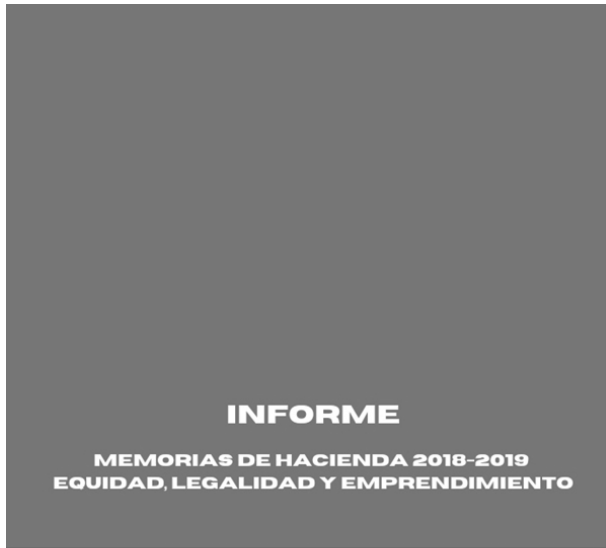 INFORME
MEMORIAS DE HACIENDA 2018-2019
EQUIDAD, LEGALIDAD Y EMPRENDIMIENTO